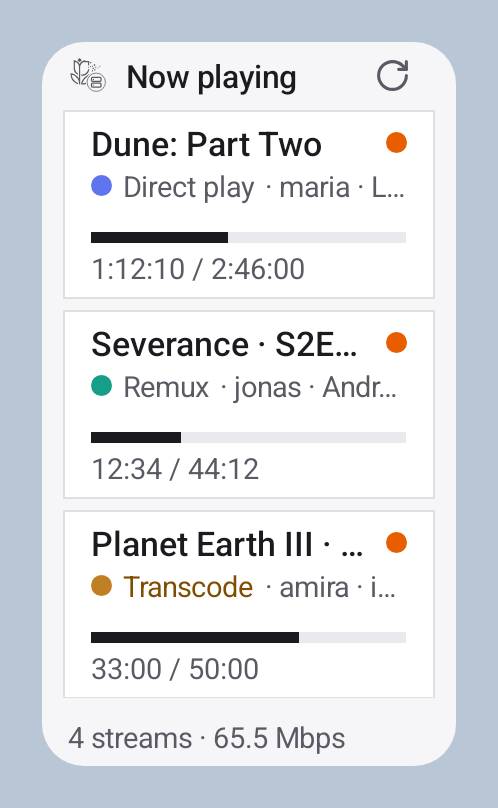 Now playing
Dune: Part Two
Direct play · maria · L…
1:12:10 / 2:46:00
Severance · S2E…
Remux · jonas · Andr…
12:34 / 44:12
Planet Earth III · …
Transcode · amira · i…
33:00 / 50:00
4 streams · 65.5 Mbps